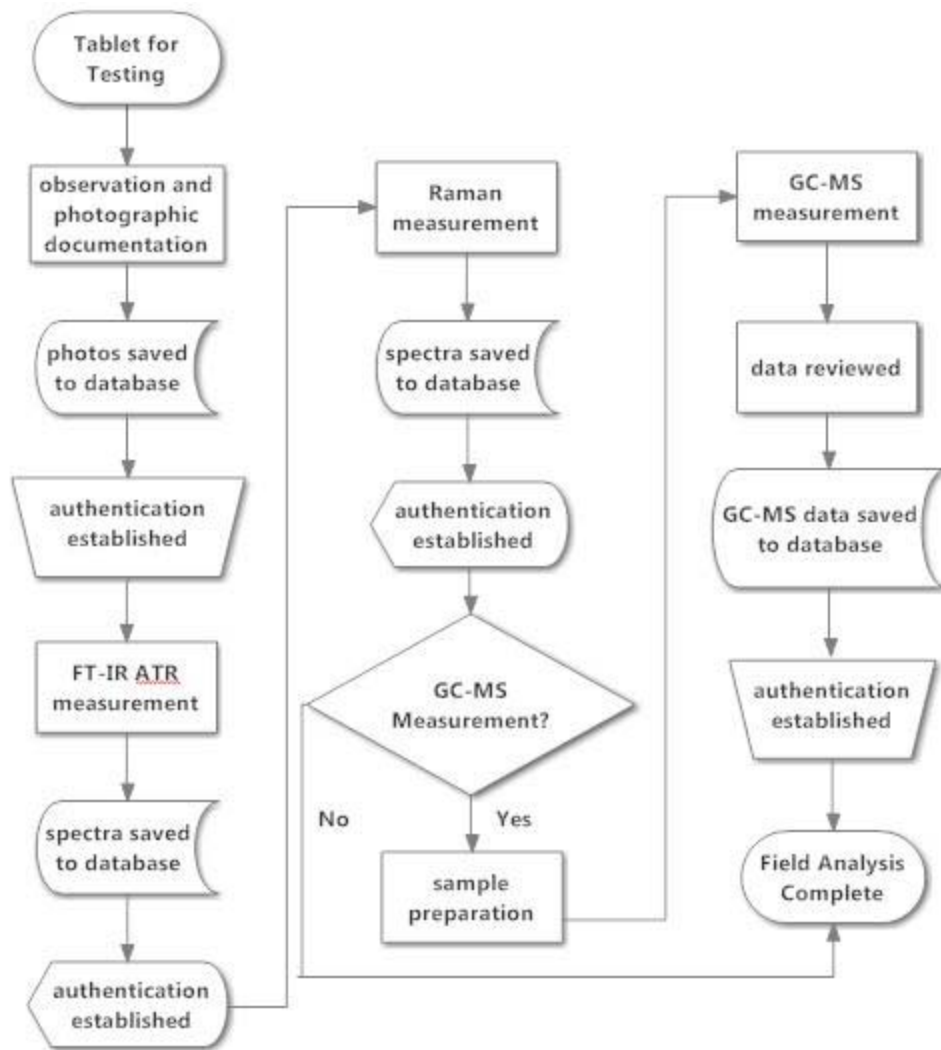 Tablet for
Testing
observation and
photographic
documentation
photos saved
to database
authentication
established
FT-IR ATR
measurement
spectra saved
to database
authentication
established
Raman
measurement
spectra saved
to database
authentication
established
GC-MS
Measurement?
No
Yes
sample
preparation
GC-MS
measurement
data reviewed
GC-MS data saved
to database
authentication
established
Field Analysis
Complete